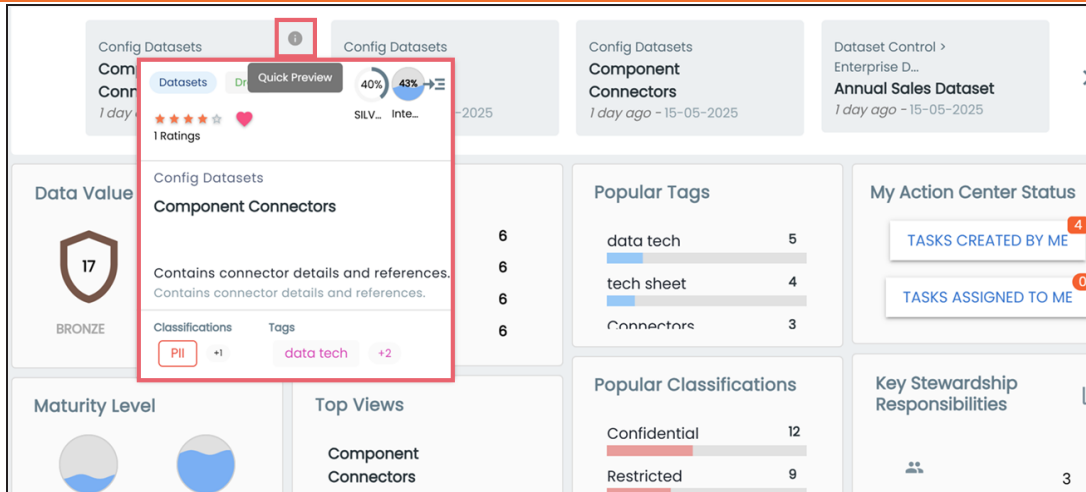 Config Datasets
Com
Conn
1 day
Config Datasets
-2025
Config Datasets
Component
Connectors
1 day ago - 15-05-2025
Dataset Control >
Enterprise D...
Annual Sales Dataset
1 day ago - 15-05-2025
Quick Preview
Datasets
Dr
40%
43%
SILV...
Inte...
1 Ratings
Config Datasets
Component Connectors
Contains connector details and references.
Contains connector details and references.
Classifications
Tags
PII
+1
data tech
+2
Data Value
17
BRONZE
6
6
6
6
Popular Tags
data tech 5
tech sheet 4
Connectors 3
My Action Center Status
4
TASKS CREATED BY ME
0
TASKS ASSIGNED TO ME
Maturity Level
Top Views
Component
Connectors
Popular Classifications
Confidential 12
Restricted 9
Key Stewardship
Responsibilities
3